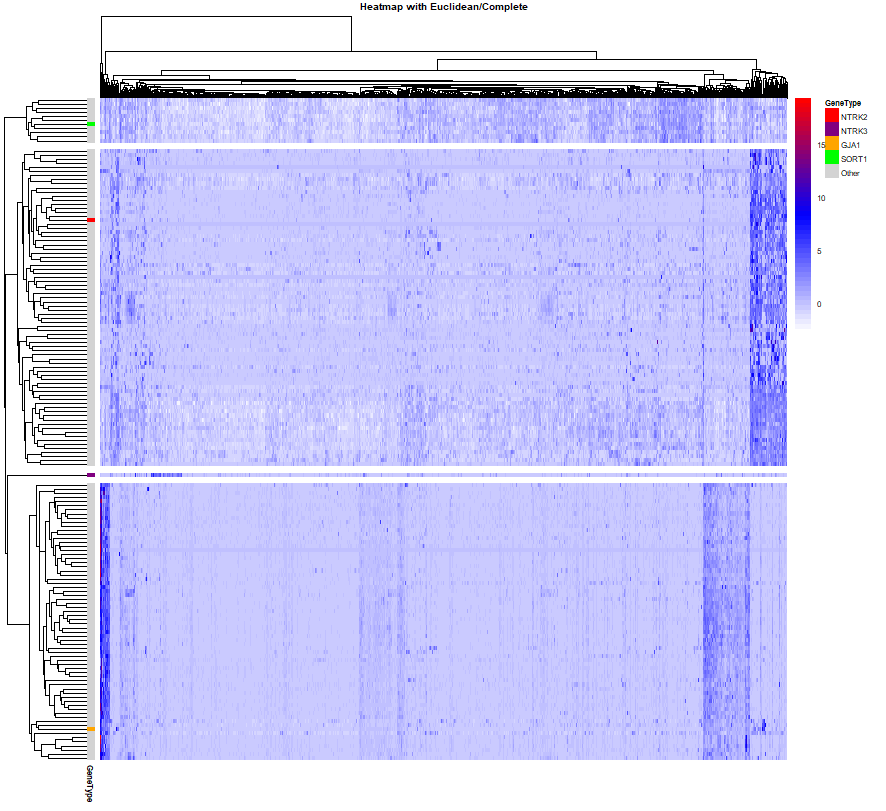 Heatmap with Euclidean/Complete
GeneType
NTRK2
NTRK3
GJA1
SORT1
Other
15
10
5
0
GeneType